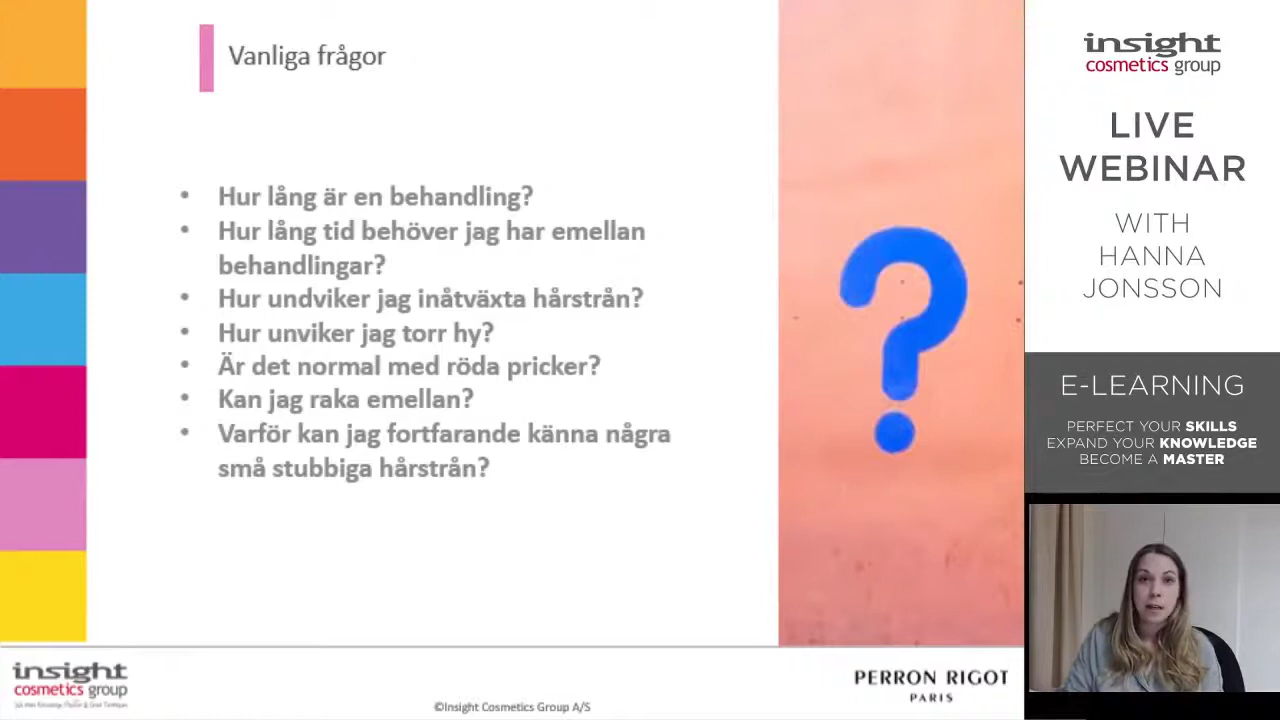 Vanliga frågor
• Hur lång är en behandling?
• Hur lång tid behöver jag har emellan
behandlingar?
• Hur undviker jag inåtväxta hårstrån?
• Hur unviker jag torr hy?
• Är det normal med röda pricker?
• Kan jag raka emellan?
• Varför kan jag fortfarande känna några
små stubbiga hårstrån?
insight
cosmetics group
©Insight Cosmetics Group A/S
PERRON RIGOT
PARIS
insight
cosmetics group
LIVE
WEBINAR
WITH
HANNA
JONSSON
E-LEARNING
PERFECT YOUR SKILLS
EXPAND YOUR KNOWLEDGE
BECOME A MASTER